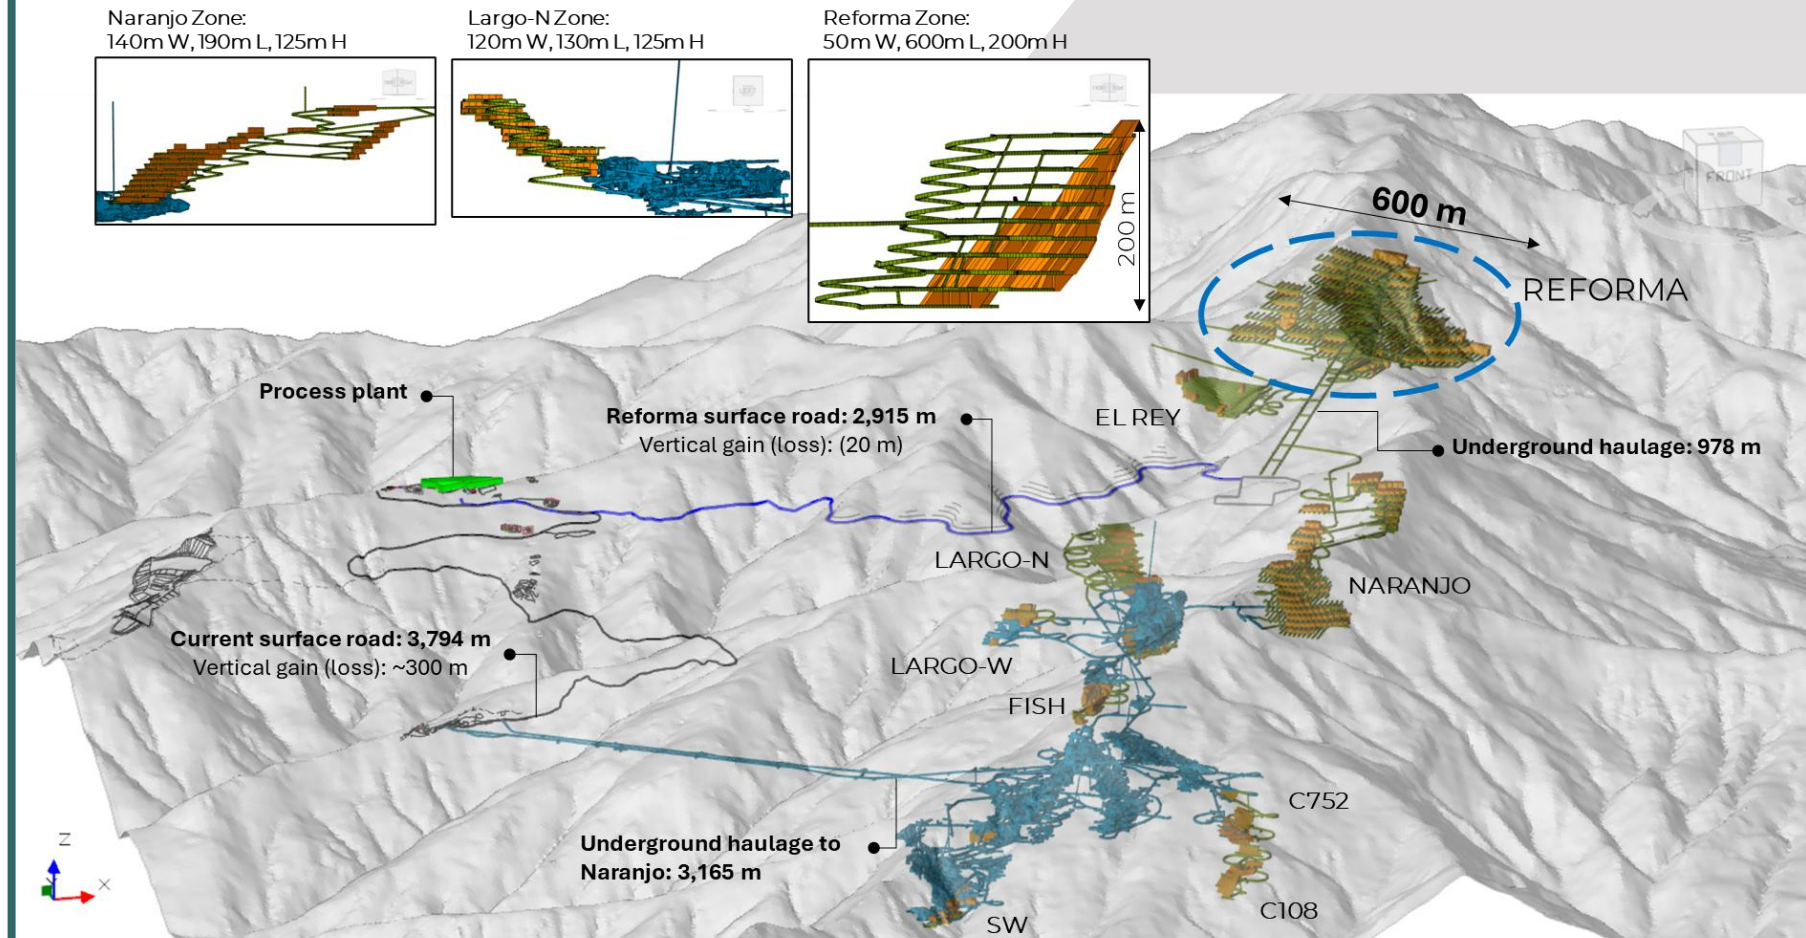 Naranjo Zone:
140m W, 190m L, 125m H
Largo-N Zone:
120m W, 130m L, 125m H
Reforma Zone:
50m W, 600m L, 200m H
200 m
600 m
FRONT
REFORMA
Process plant
Reforma surface road: 2,915 m
Vertical gain (loss): (20 m)
EL REY
Underground haulage: 978 m
LARGO-N
NARANJO
Current surface road: 3,794 m
Vertical gain (loss): ~300 m
LARGO-W
FISH
C752
Underground haulage to
Naranjo: 3,165 m
C108
SW
Z
X